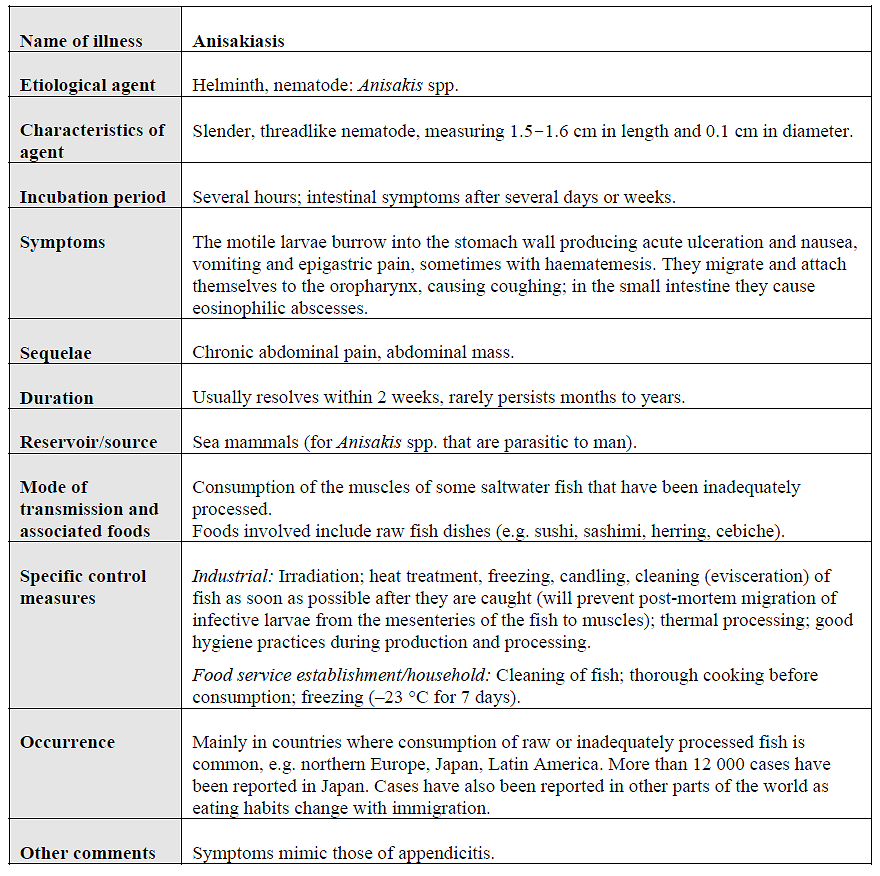 Name of illness
Anisakiasis
Etiological agent
Helminth, nematode: Anisakis spp.
Characteristics of
agent
Slender, threadlike nematode, measuring 1.5–1.6 cm in length and 0.1 cm in diameter.
Incubation period
Several hours; intestinal symptoms after several days or weeks.
Symptoms
The motile larvae burrow into the stomach wall producing acute ulceration and nausea,
vomiting and epigastric pain, sometimes with haematemesis. They migrate and attach
themselves to the oropharynx, causing coughing; in the small intestine they cause
eosinophilic abscesses.
Sequelae
Chronic abdominal pain, abdominal mass.
Duration
Usually resolves within 2 weeks, rarely persists months to years.
Reservoir/source
Sea mammals (for Anisakis spp. that are parasitic to man).
Mode of
transmission and
associated foods
Consumption of the muscles of some saltwater fish that have been inadequately
processed.
Foods involved include raw fish dishes (e.g. sushi, sashimi, herring, cebiche).
Specific control
measures
Industrial: Irradiation; heat treatment, freezing, candling, cleaning (evisceration) of
fish as soon as possible after they are caught (will prevent post-mortem migration of
infective larvae from the mesenteries of the fish to muscles); thermal processing; good
hygiene practices during production and processing.
Food service establishment/household: Cleaning of fish; thorough cooking before
consumption; freezing (–23 °C for 7 days).
Occurrence
Mainly in countries where consumption of raw or inadequately processed fish is
common, e.g. northern Europe, Japan, Latin America. More than 12 000 cases have
been reported in Japan. Cases have also been reported in other parts of the world as
eating habits change with immigration.
Other comments
Symptoms mimic those of appendicitis.